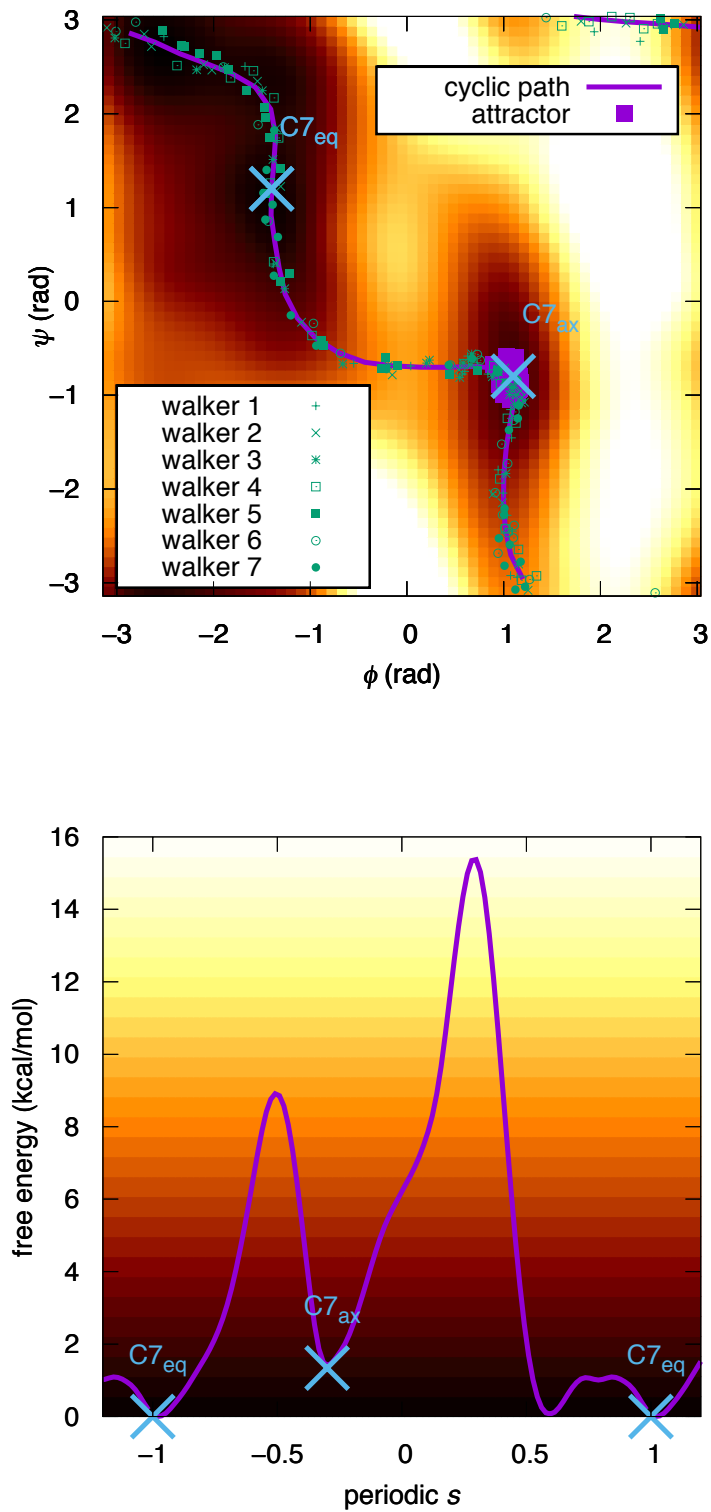 3
2
1
0
−1
−2
−3
ψ (rad)
cyclic path
attractor
C7eq
C7ax
walker 1
walker 2
walker 3
walker 4
walker 5
walker 6
walker 7
−3 −2 −1 0 1 2 3
ϕ (rad)
16
14
12
10
8
6
4
2
0
free energy (kcal/mol)
C7ax
C7eq C7eq
−1 −0.5 0 0.5 1
periodic s